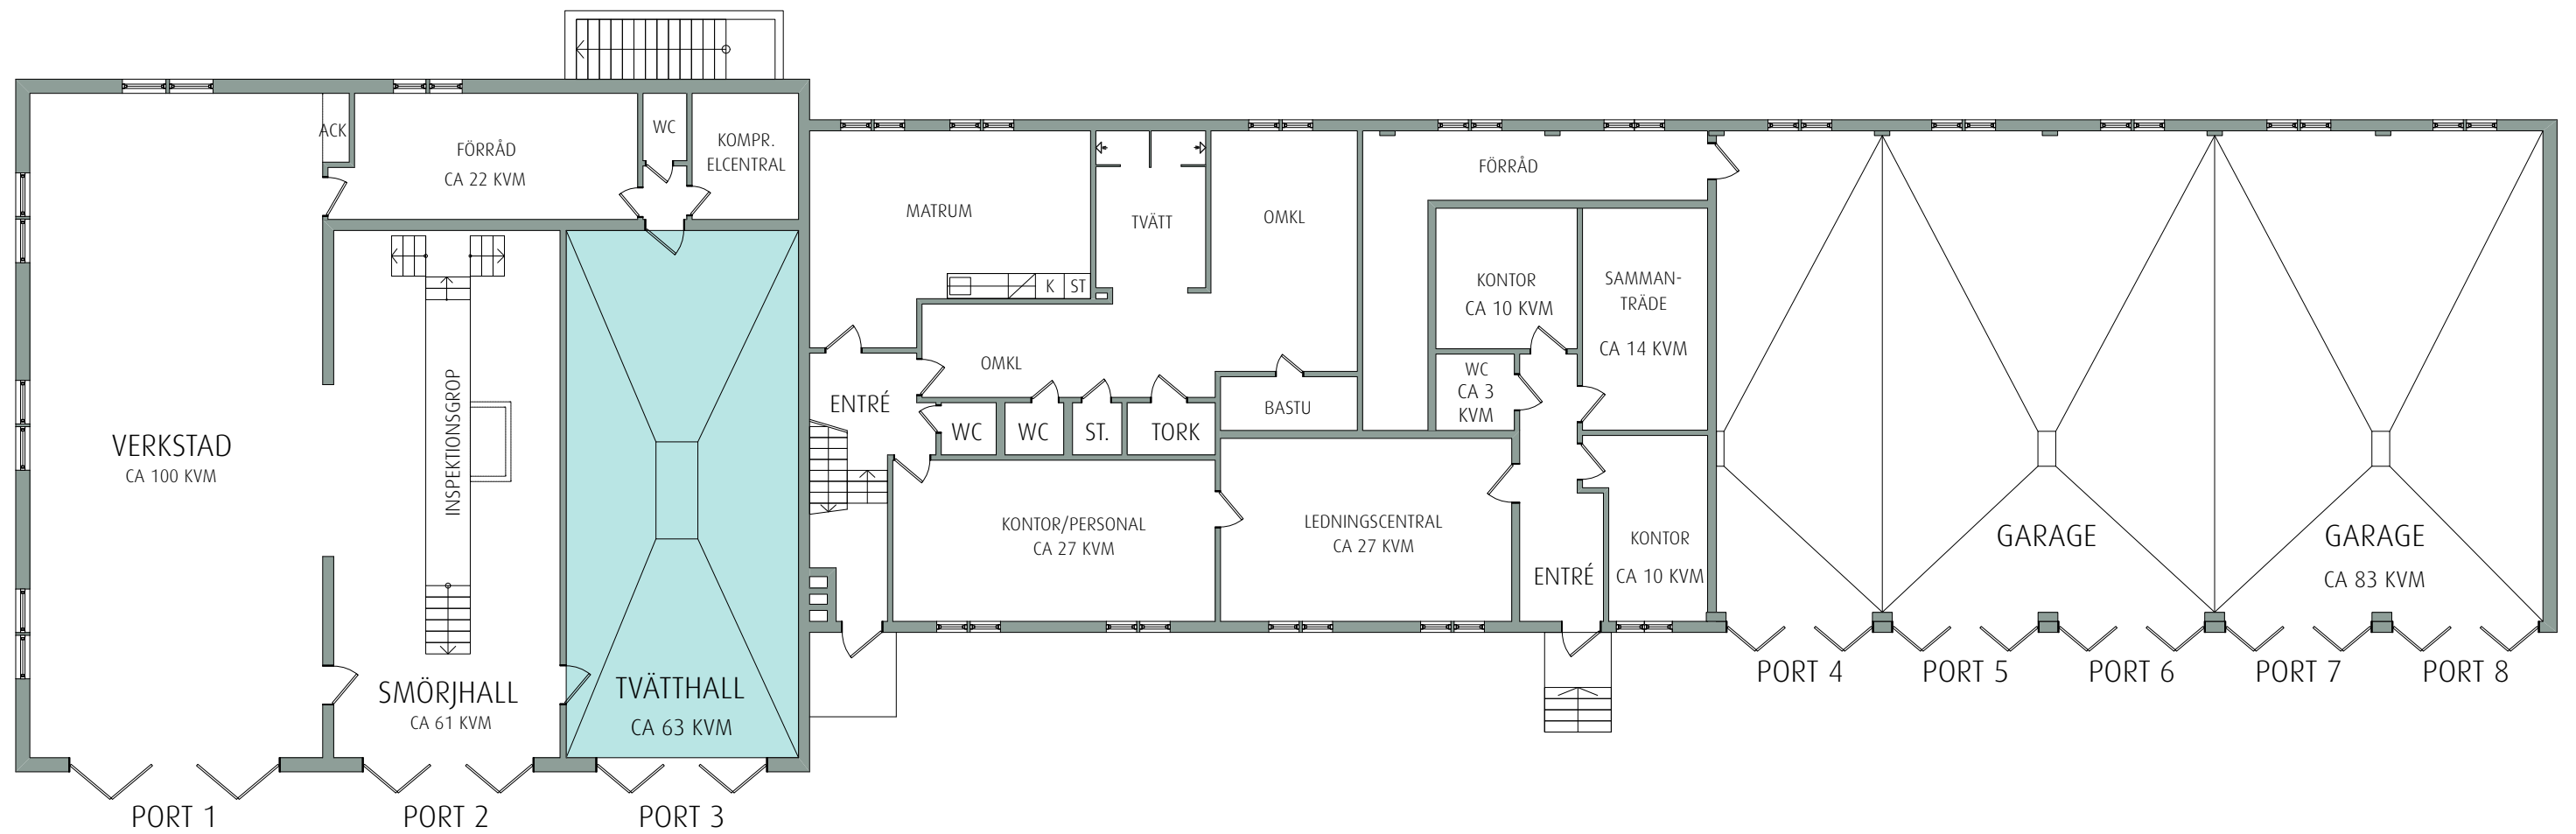 ACK
FÖRRÅD
CA 22 KVM
WC
KOMPR.
ELCENTRAL
MATRUM
K
ST
TVÄTT
OMKL
FÖRRÅD
KONTOR
CA 10 KVM
SAMMAN-
TRÄDE
CA 14 KVM
WC
CA 3
KVM
OMKL
ENTRÉ
WC
WC
ST.
TORK
BASTU
VERKSTAD
CA 100 KVM
INSPEKTIONSGROP
KONTOR/PERSONAL
CA 27 KVM
LEDNINGSCENTRAL
CA 27 KVM
ENTRÉ
KONTOR
CA 10 KVM
GARAGE
GARAGE
CA 83 KVM
SMÖRJHALL
CA 61 KVM
TVÄTTHALL
CA 63 KVM
PORT 4
PORT 5
PORT 6
PORT 7
PORT 8
PORT 1
PORT 2
PORT 3